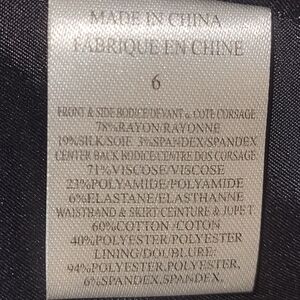 MADE IN CHINA
FABRIQUE EN CHINE
6
FRONT & SIDE BODICE/DEVANT & COTE CORSAGE
78%RAYON/RAYONNE
19%SILK/SOIE 3%SPANDEX/SPANDEX
CENTER BACK BODICE/CENTRE DOS CORSAGE
71%VISCOSE/VISCOSE
23%POLYAMIDE/POLYAMIDE
6%ELASTANE/ELASTHANNE
WAISTBAND & SKIRT/CEINTURE & JUPE T.
60%COTTON /COTON
40%POLYESTER/POLYESTER
LINING/DOUBLURE
94%POLYESTER,POLYESTER,
6%SPANDEX,SPANDEX.